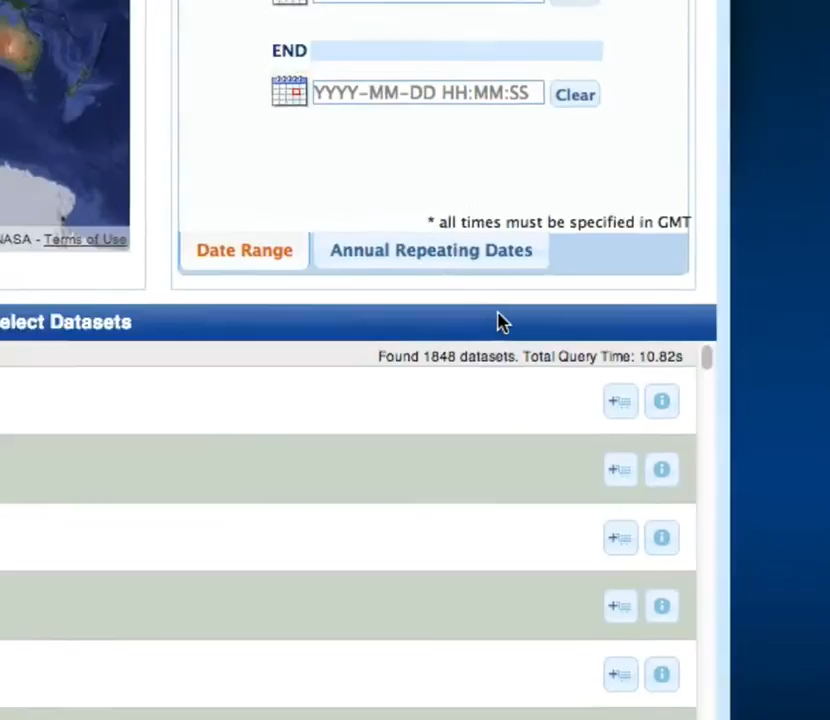 END
YYYY-MM-DD HH:MM:SS
Clear
* all times must be specified in GMT
NASA - Terms of Use
Date Range
Annual Repeating Dates
elect Datasets
Found 1848 datasets. Total Query Time: 10.82s